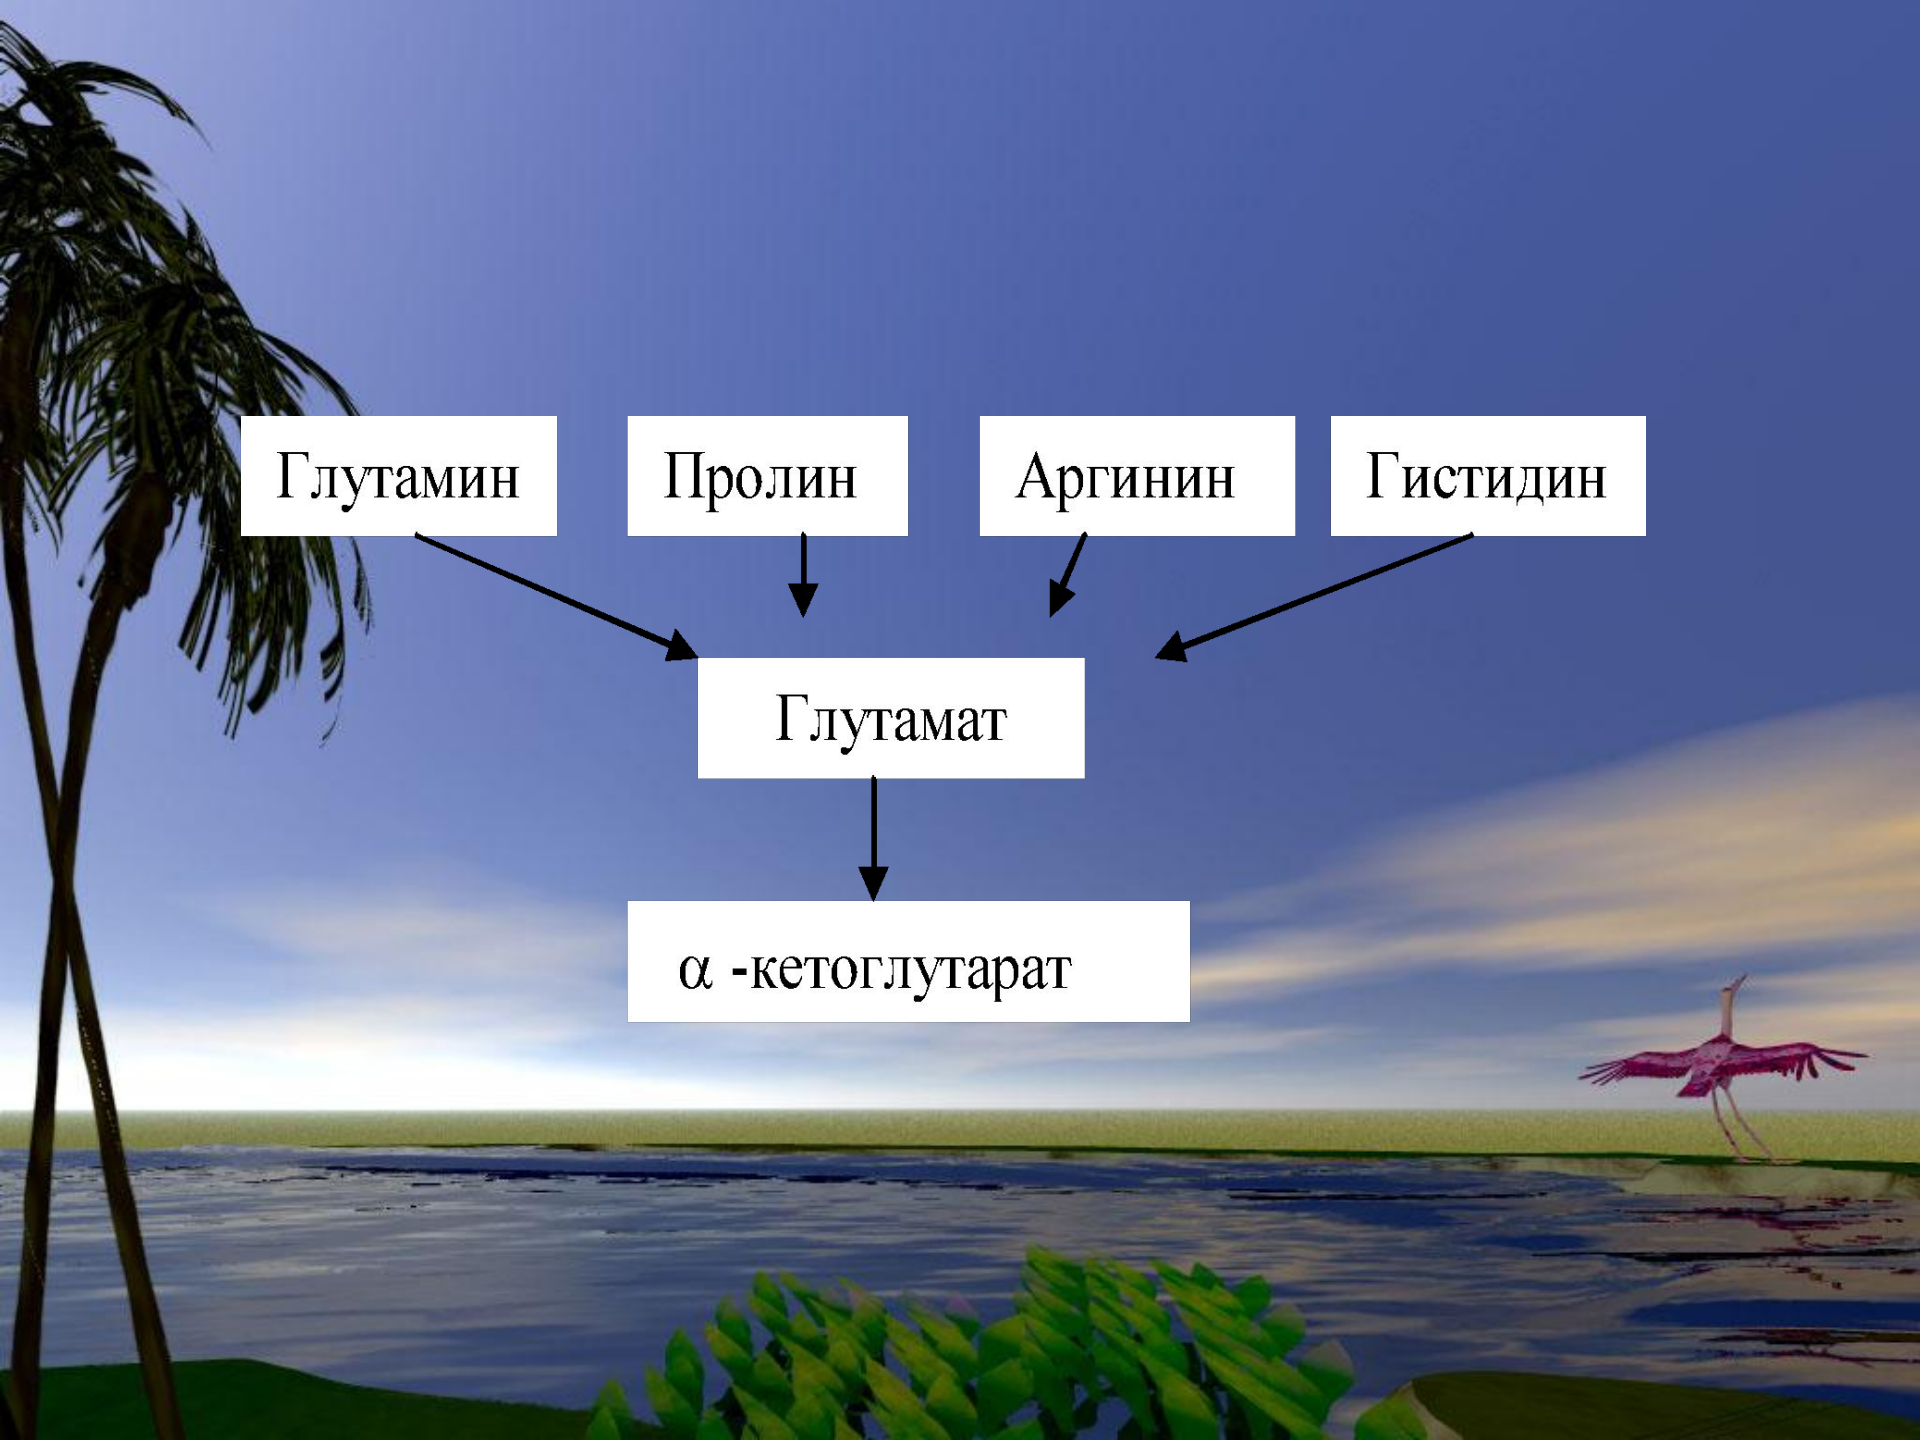 Глутамин
Пролин
Аргинин
Гистидин
Глутамат
α -кетоглутарат